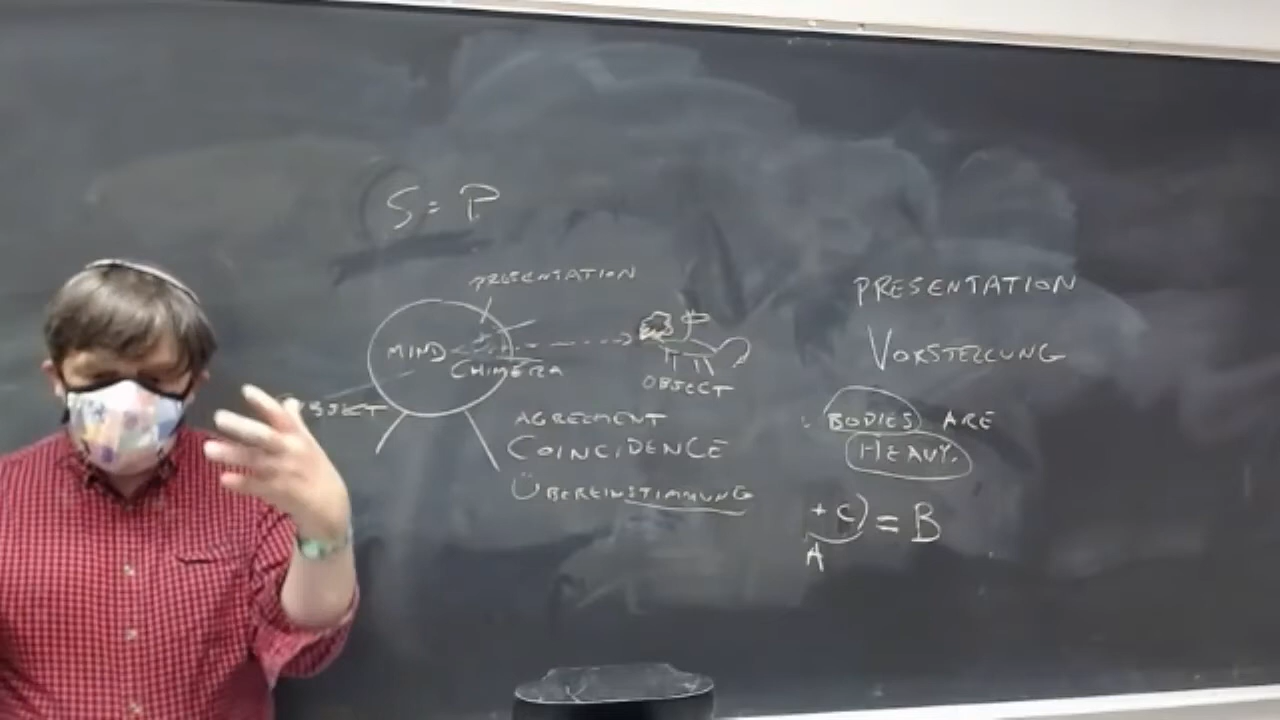 S = P
PRESENTATION
MIND
CHIMERA
OBJECT
AGREEMENT
COINCIDENCE
ÜBEREINSTIMMUNG
PRESENTATION
VORSTELLUNG
BODIES ARE
HEAVY.
+ C) = B
A